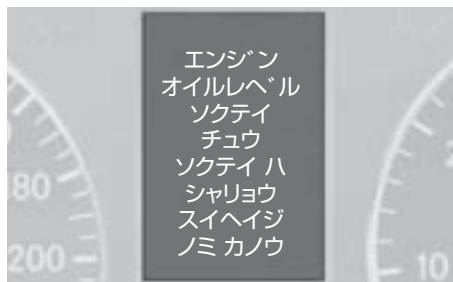 エンジン
オイルレベル
ソクテイ
チュウ
ソクテイ ハ
シャリョウ
スイヘイジ
ノミ カノウ
180
200
10